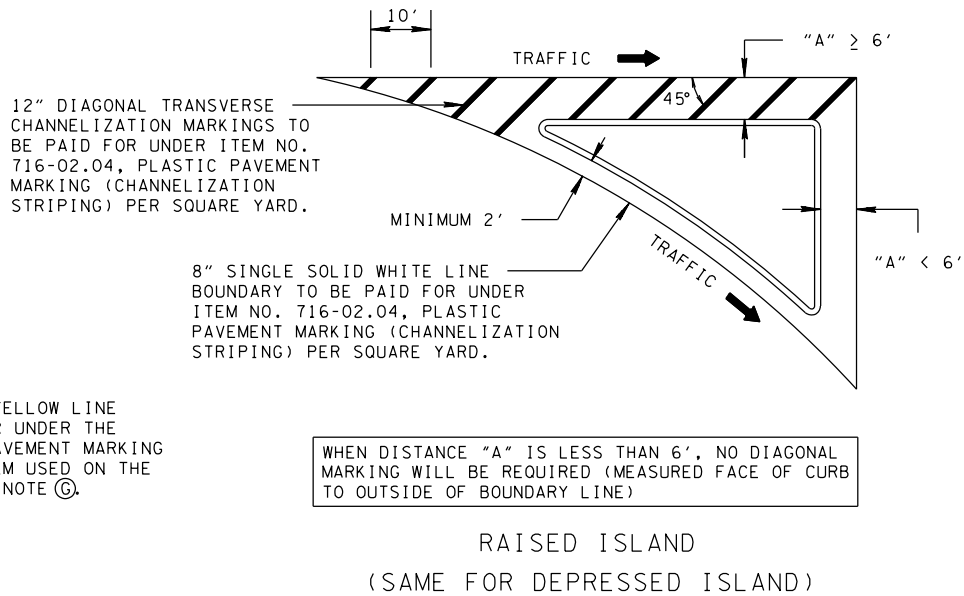 10'
TRAFFIC
"A" ≥ 6'
45°
12" DIAGONAL TRANSVERSE
CHANNELIZATION MARKINGS TO
BE PAID FOR UNDER ITEM NO.
716-02.04, PLASTIC PAVEMENT
MARKING (CHANNELIZATION
STRIPING) PER SQUARE YARD.
MINIMUM 2'
TRAFFIC
"A" < 6'
8" SINGLE SOLID WHITE LINE
BOUNDARY TO BE PAID FOR UNDER
ITEM NO. 716-02.04, PLASTIC
PAVEMENT MARKING (CHANNELIZATION
STRIPING) PER SQUARE YARD.
YELLOW LINE
UNDER THE
PAVEMENT MARKING
USED ON THE
NOTE Ⓖ.
WHEN DISTANCE "A" IS LESS THAN 6', NO DIAGONAL
MARKING WILL BE REQUIRED (MEASURED FACE OF CURB
TO OUTSIDE OF BOUNDARY LINE)
RAISED ISLAND
(SAME FOR DEPRESSED ISLAND)